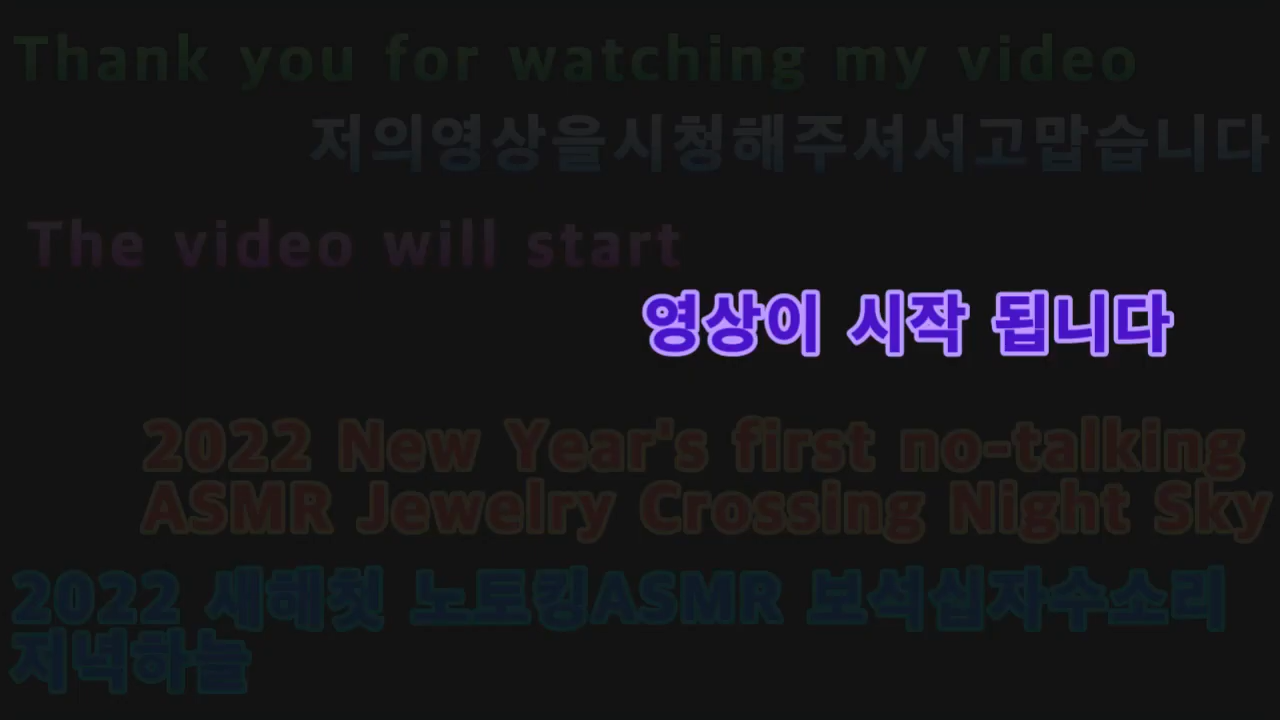 Thank you for watching my video
저의영상을시청해주셔서고맙습니다
The video will start
영상이 시작 됩니다
2022 New Year's first no-talking
ASMR Jewelry Crossing Night Sky
2022 새해첫 노토킹ASMR 보석십자수소리
저녁하늘